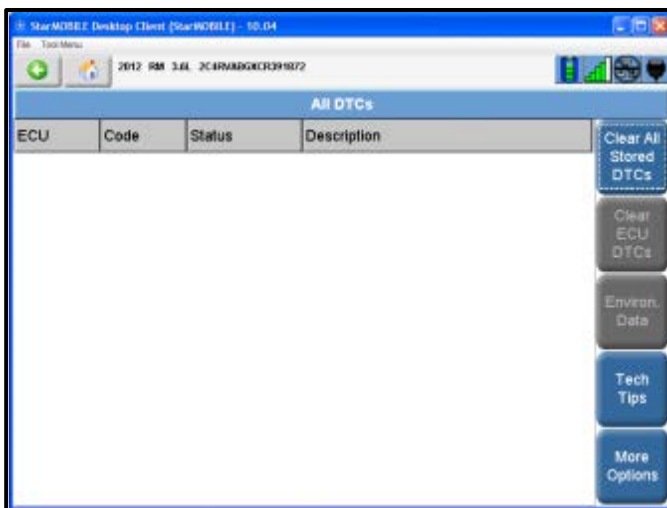 StarMOBILE Desktop Client (StarMOBILE) - 10.04
File Tool Menu
2012 RM 3.6L
All DTCs
ECU Code Status Description
Clear All
Stored
DTCs
Clear
ECU
DTCs
Environ.
Data
Tech
Tips
More
Options